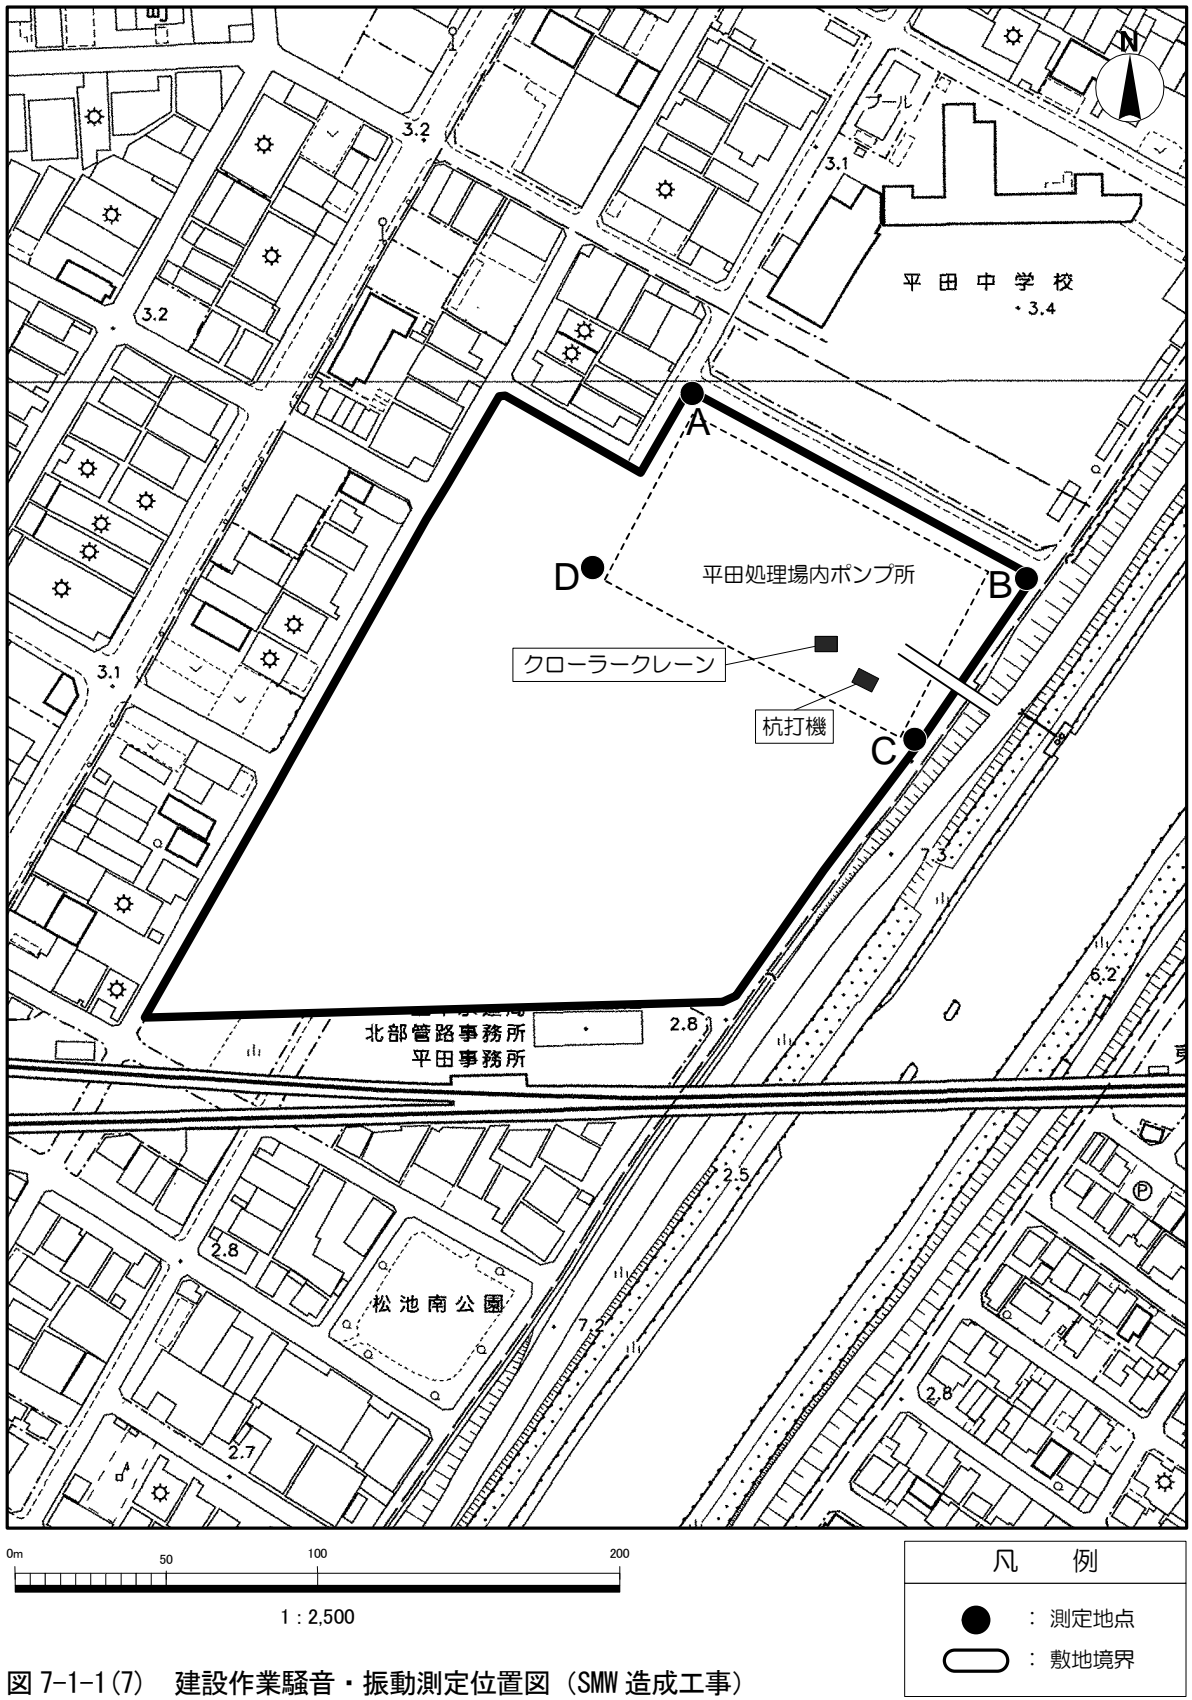 N
3.2
プール
3.1
平田中学校
3.4
3.2
A
B
D
平田処理場内ポンプ所
クローラークレーン
杭打機
C
3.1
7.3
6.2
北部管路事務所
平田事務所
2.8
2.5
P
2.8
松池南公園
7.2
2.8
2.7
0m 50 100 200
1：2,500
凡 例
： 測定地点
： 敷地境界
図 7-1-1(7) 建設作業騒音・振動測定位置図（SMW 造成工事）